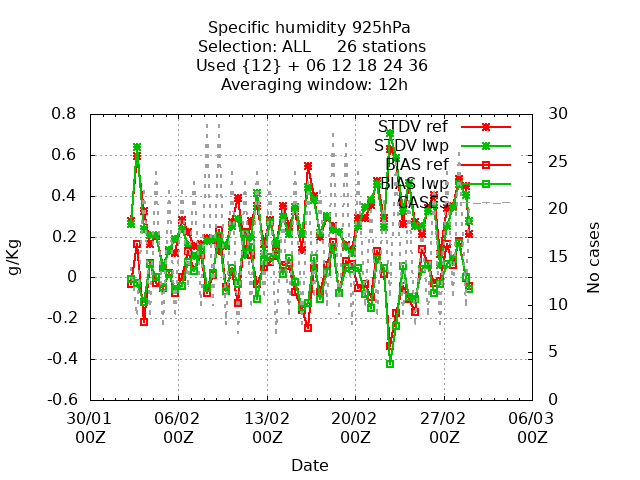 Specific humidity 925hPa
Selection: ALL 26 stations
Used {12} + 06 12 18 24 36
Averaging window: 12h
STDV ref
STDV lwp
BIAS ref
BIAS lwp
CASES
0.8
0.6
0.4
0.2
0
-0.2
-0.4
-0.6
g/Kg
30
25
20
15
10
5
0
No cases
30/01 06/02 13/02 20/02 27/02 06/03
00Z 00Z 00Z 00Z 00Z 00Z
Date